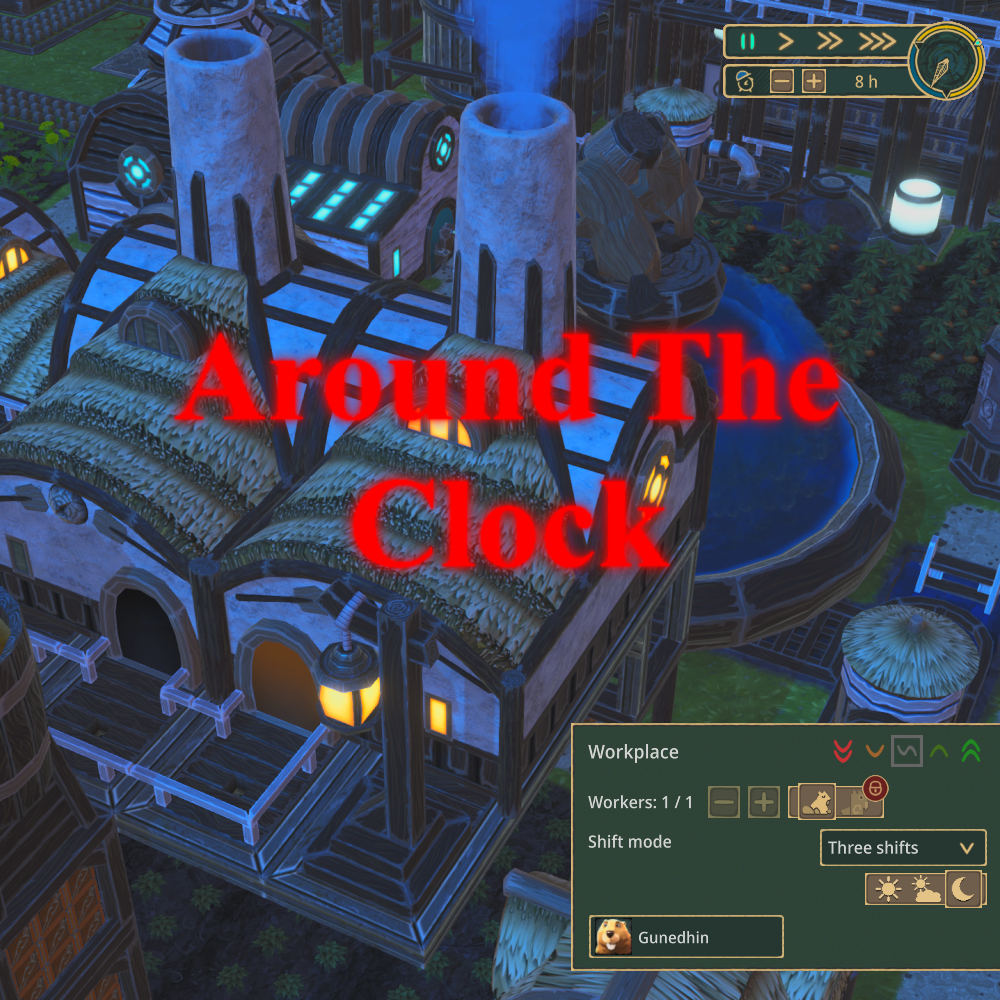 8 h
Around The
Clock
Workplace
Workers: 1 / 1
Shift mode
Three shifts
Gunedhin